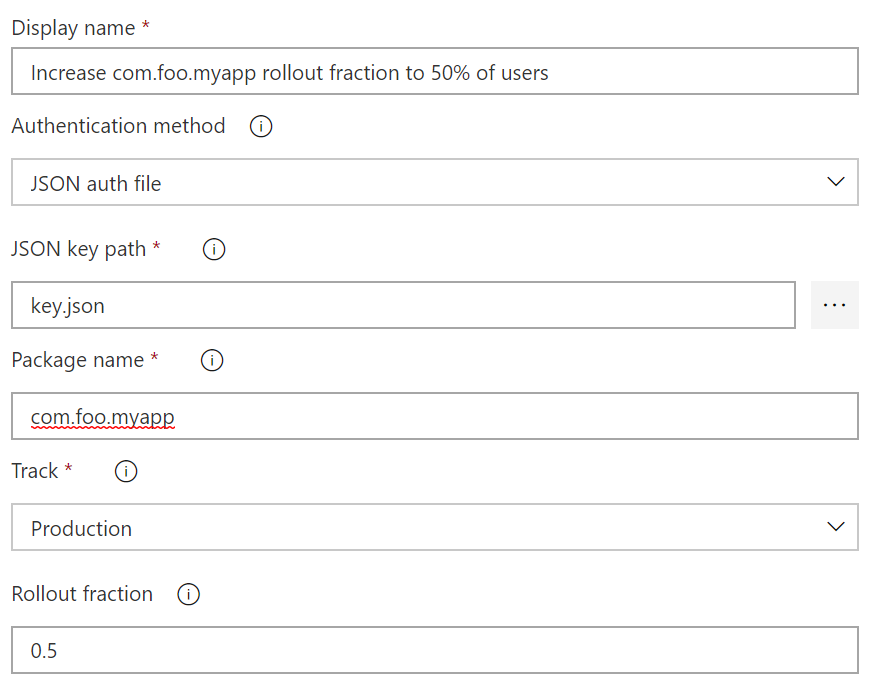 Display name *
Increase com.foo.myapp rollout fraction to 50% of users
Authentication method
JSON auth file
JSON key path *
key.json
...
Package name *
com.foo.myapp
Track *
Production
Rollout fraction
0.5